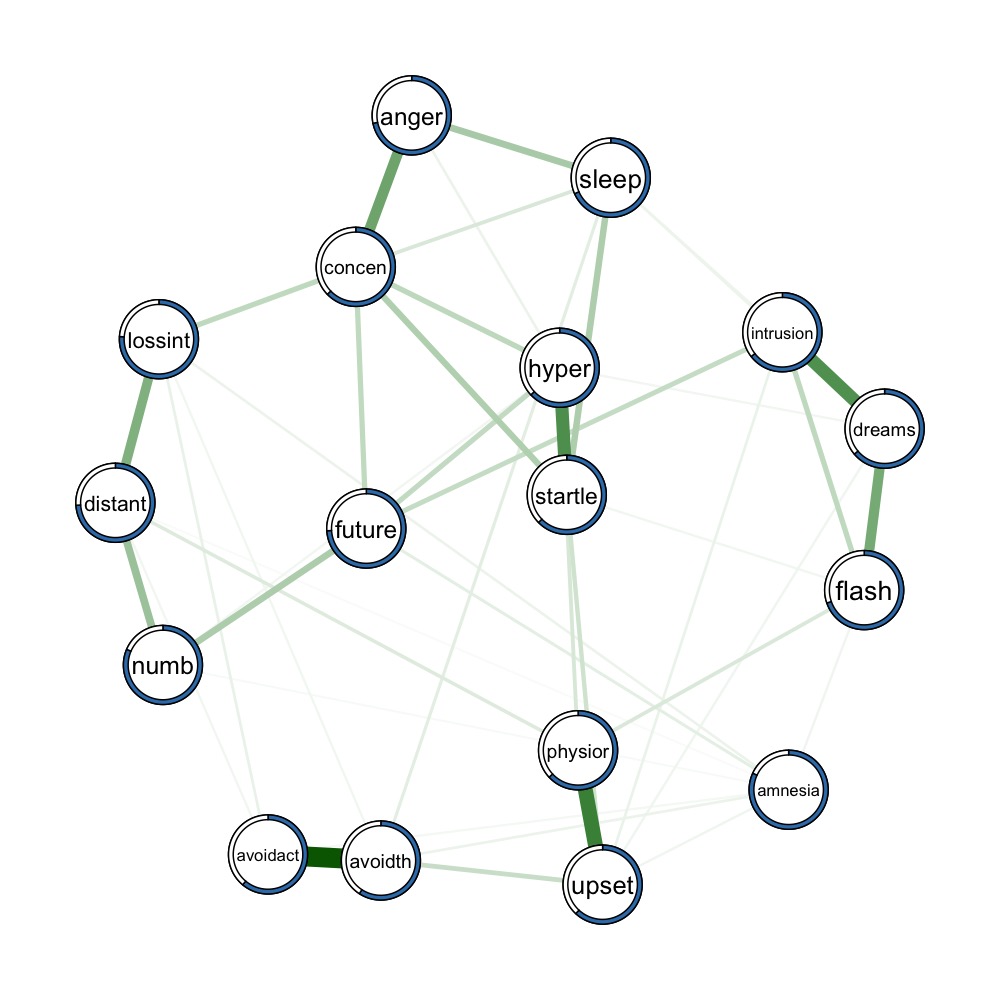 anger
sleep
concen
lossint
intrusion
hyper
dreams
distant
startle
future
flash
numb
physior
amnesia
avoidact
avoidth
upset